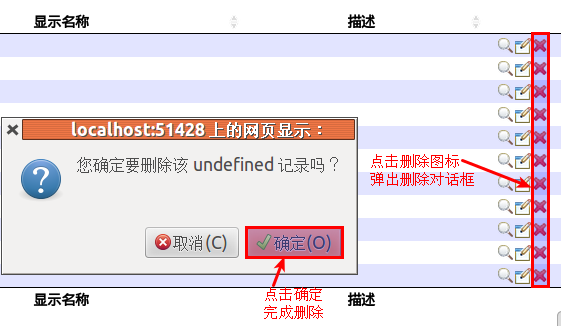 显示名称 描述
localhost:51428 上的网页显示：
您确定要删除该 undefined 记录吗？
点击删除图标
弹出删除对话框
取消(C) 确定(O)
点击确定
完成删除
显示名称 描述